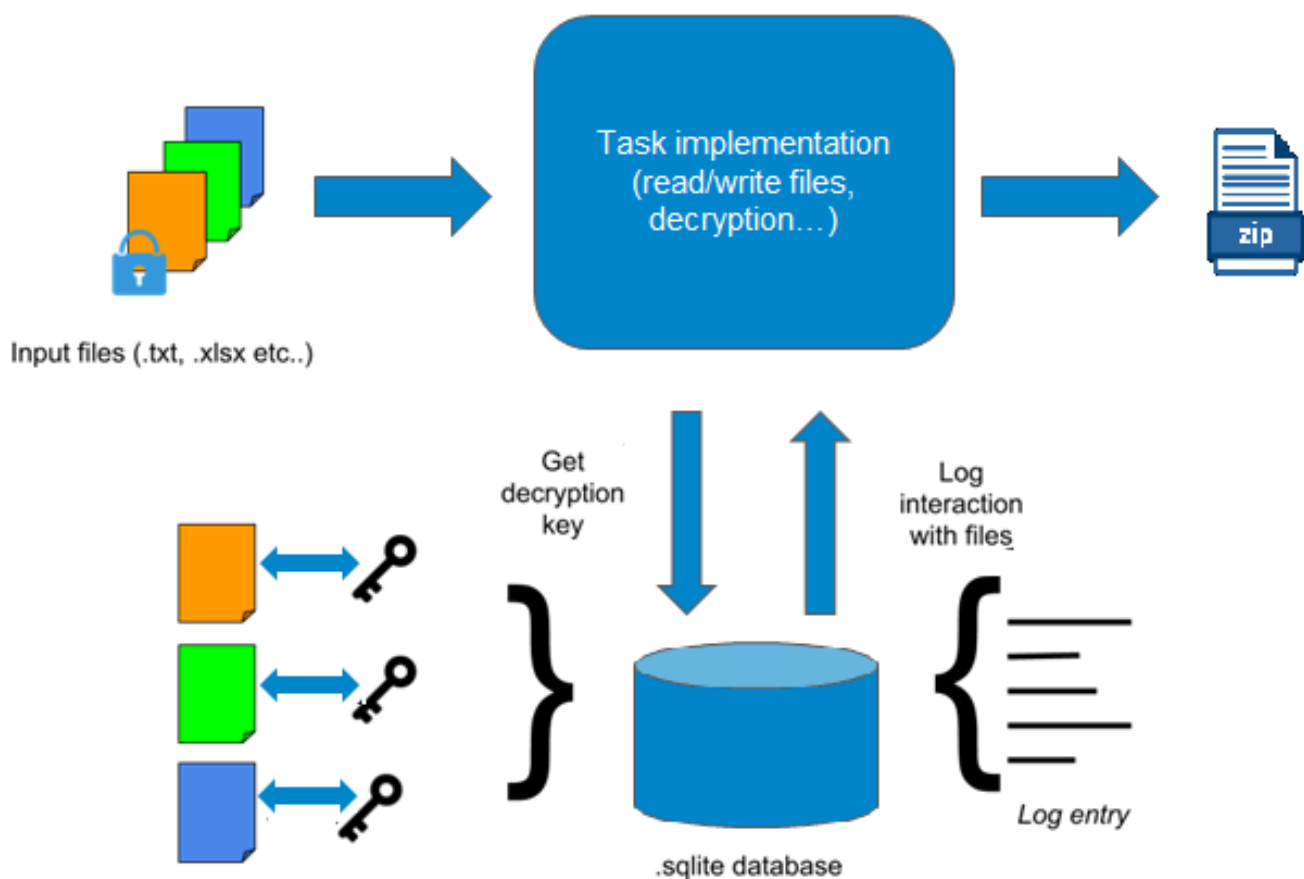 Task implementation
(read/write files,
decryption…)
zip
Input files (.txt, .xlsx etc..)
Get
decryption
key
Log
interaction
with files
Log entry
.sqlite database